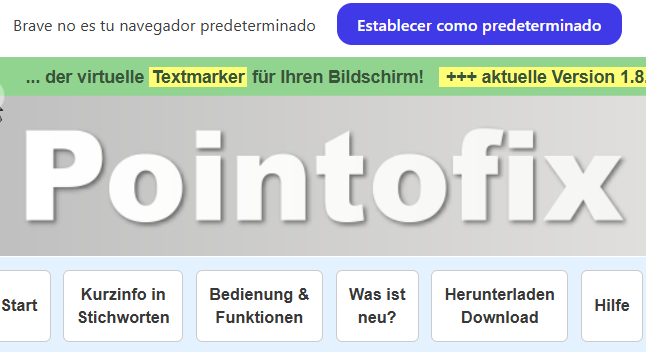 Brave no es tu navegador predeterminado Establecer como predeterminado
... der virtuelle Textmarker für Ihren Bildschirm! +++ aktuelle Version 1.8.
Pointofix
Start
Kurzinfo in
Stichworten
Bedienung &
Funktionen
Was ist
neu?
Herunterladen
Download
Hilfe